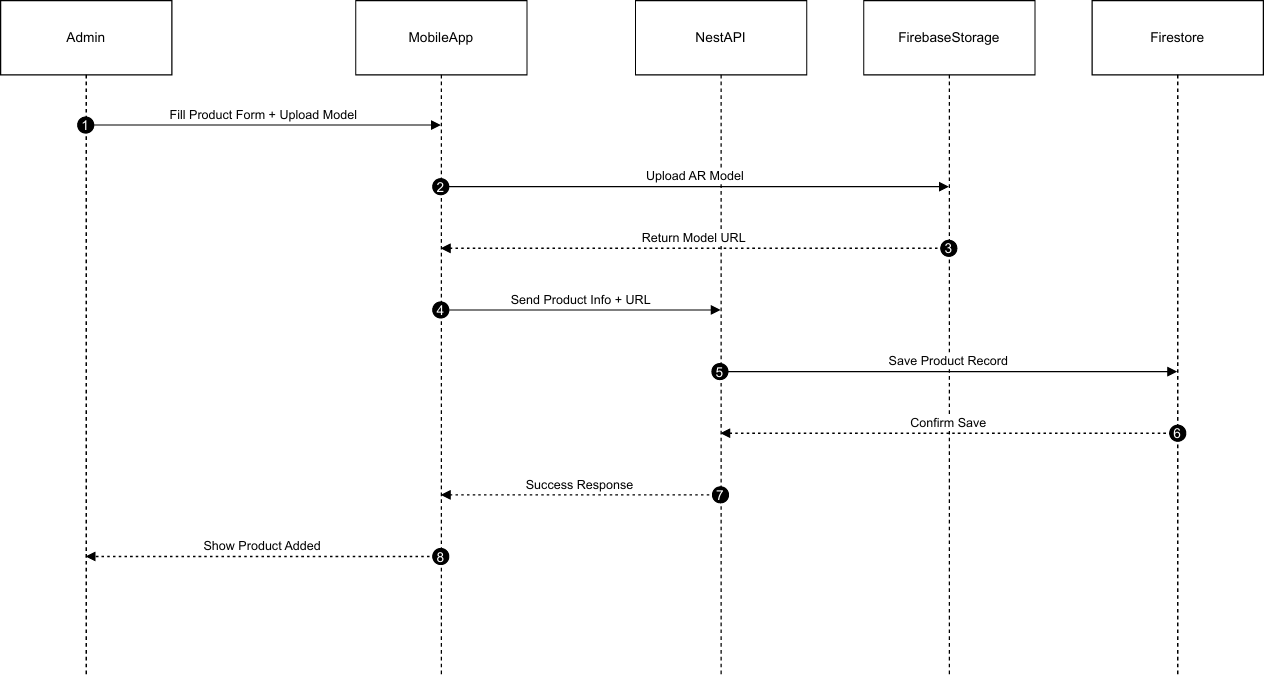 Admin
MobileApp
NestAPI
FirebaseStorage
Firestore
Fill Product Form + Upload Model
1
Upload AR Model
2
Return Model URL
3
Send Product Info + URL
4
Save Product Record
5
Confirm Save
6
Success Response
7
Show Product Added
8